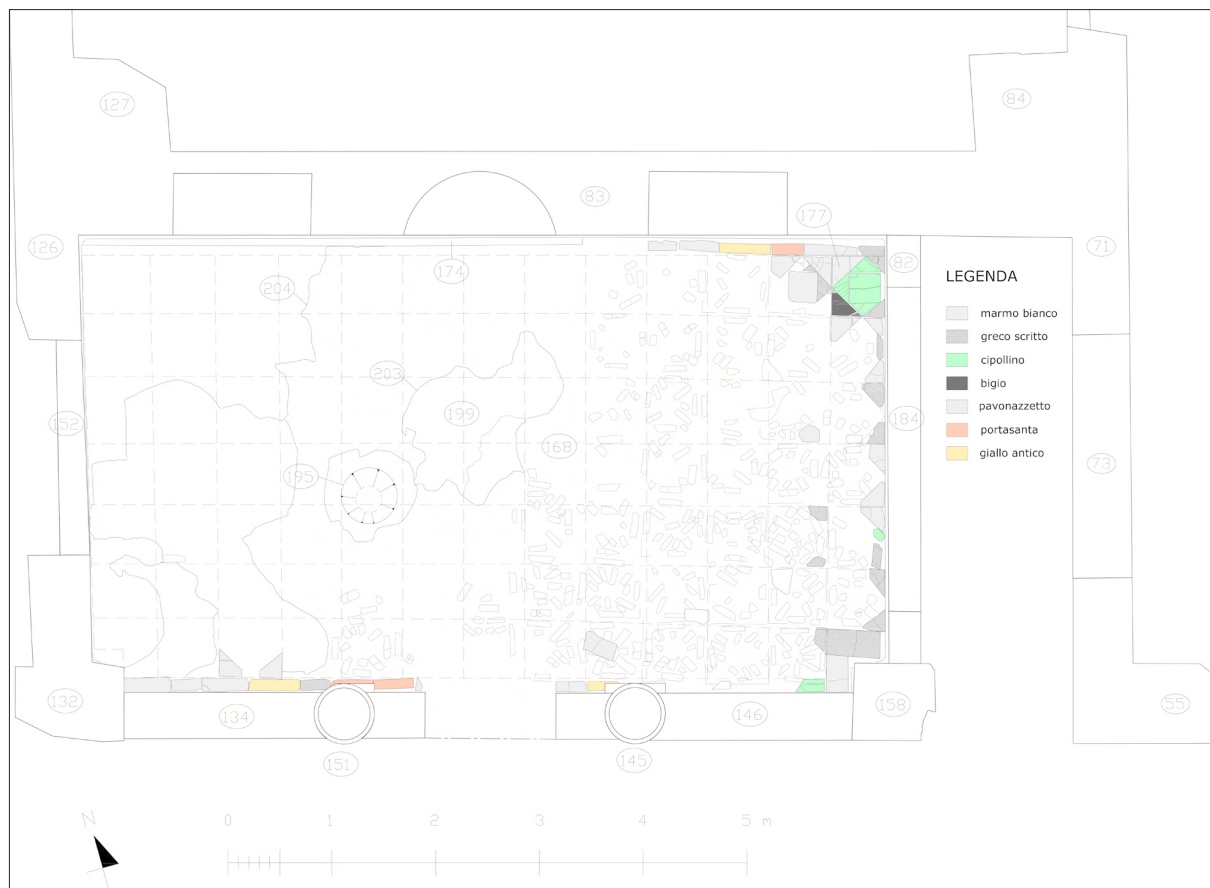 127
84
83
177
126
71
82
174
204
LEGENDA
marmo bianco
greco scritto
cipollino
bigio
pavonazzetto
portasanta
giallo antico
203
199
152
184
168
73
195
132
134
146
158
55
151
145
N
0 1 2 3 4 5 m